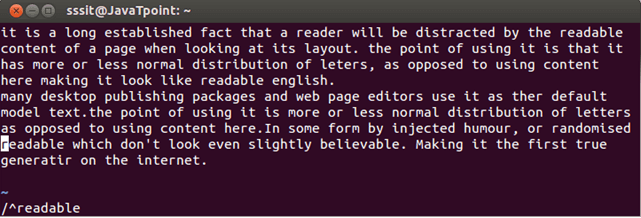 sssit@JavaTpoint: ~
it is a long established fact that a reader will be distracted by the readable
content of a page when looking at its layout. the point of using it is that it
has more or less normal distribution of leters, as opposed to using content
here making it look like readable english.
many desktop publishing packages and web page editors use it as ther default
model text.the point of using it is more or less normal distribution of letters
as opposed to using content here.In some form by injected humour, or randomised
readable which don't look even slightly believable. Making it the first true
generatir on the internet.
~
/^readable